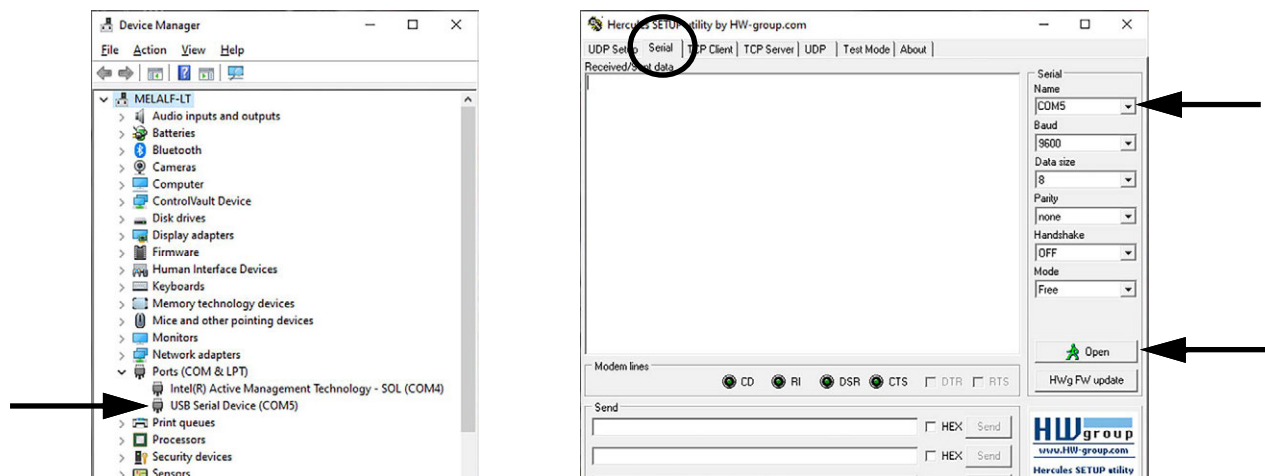 Device Manager
File Action View Help
MELALF-LT
Audio inputs and outputs
Batteries
Bluetooth
Cameras
Computer
ControlVault Device
Disk drives
Display adapters
Firmware
Human Interface Devices
Keyboards
Memory technology devices
Mice and other pointing devices
Monitors
Network adapters
Ports (COM & LPT)
Intel(R) Active Management Technology - SOL (COM4)
USB Serial Device (COM5)
Print queues
Processors
Security devices
Sensors
Hercules SETUP utility by HW-group.com
UDP Setup Serial TCP Client TCP Server UDP Test Mode About
Received/Sent data
Serial
Name
COM5
Baud
9600
Data size
8
Parity
none
Handshake
OFF
Mode
Free
Open
HWg FW update
Modem lines
CD RI DSR CTS DTR RTS
Send
HEX Send
HEX Send
HWgroup
www.HW-group.com
Hercules SETUP utility